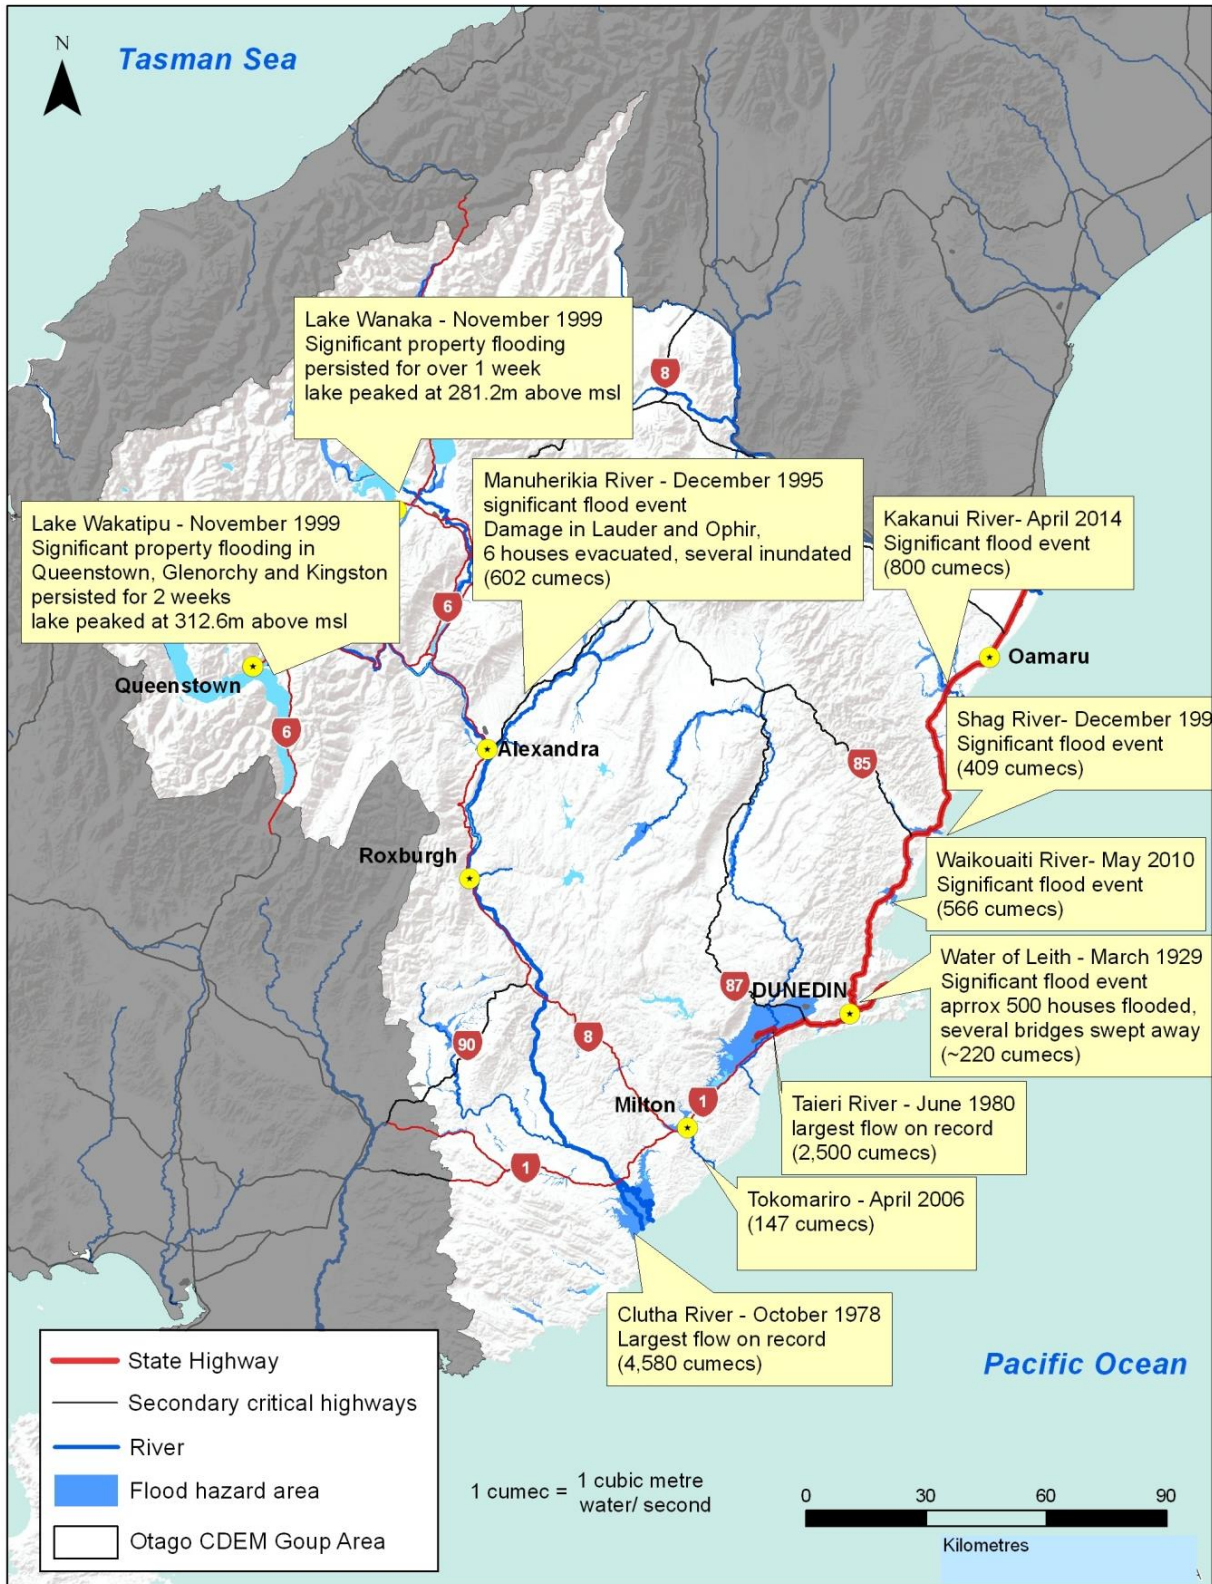 N
Tasman Sea
Lake Wanaka - November 1999
Significant property flooding
persisted for over 1 week
lake peaked at 281.2m above msl
8
Manuherikia River - December 1995
significant flood event
Damage in Lauder and Ophir,
6 houses evacuated, several inundated
(602 cumecs)
Kakanui River- April 2014
Significant flood event
(800 cumecs)
Lake Wakatipu - November 1999
Significant property flooding in
Queenstown, Glenorchy and Kingston
persisted for 2 weeks
lake peaked at 312.6m above msl
6
Oamaru
Queenstown
6
Shag River- December 199
Significant flood event
(409 cumecs)
Alexandra
85
Roxburgh
Waikouaiti River- May 2010
Significant flood event
(566 cumecs)
Water of Leith - March 1929
Significant flood event
aprrox 500 houses flooded,
several bridges swept away
(~220 cumecs)
87
DUNEDIN
90
8
Milton
1
Taieri River - June 1980
largest flow on record
(2,500 cumecs)
1
Tokomariro - April 2006
(147 cumecs)
Clutha River - October 1978
Largest flow on record
(4,580 cumecs)
Pacific Ocean
State Highway
Secondary critical highways
River
Flood hazard area
Otago CDEM Goup Area
1 cumec = 1 cubic metre
water/ second
0 30 60 90
Kilometres